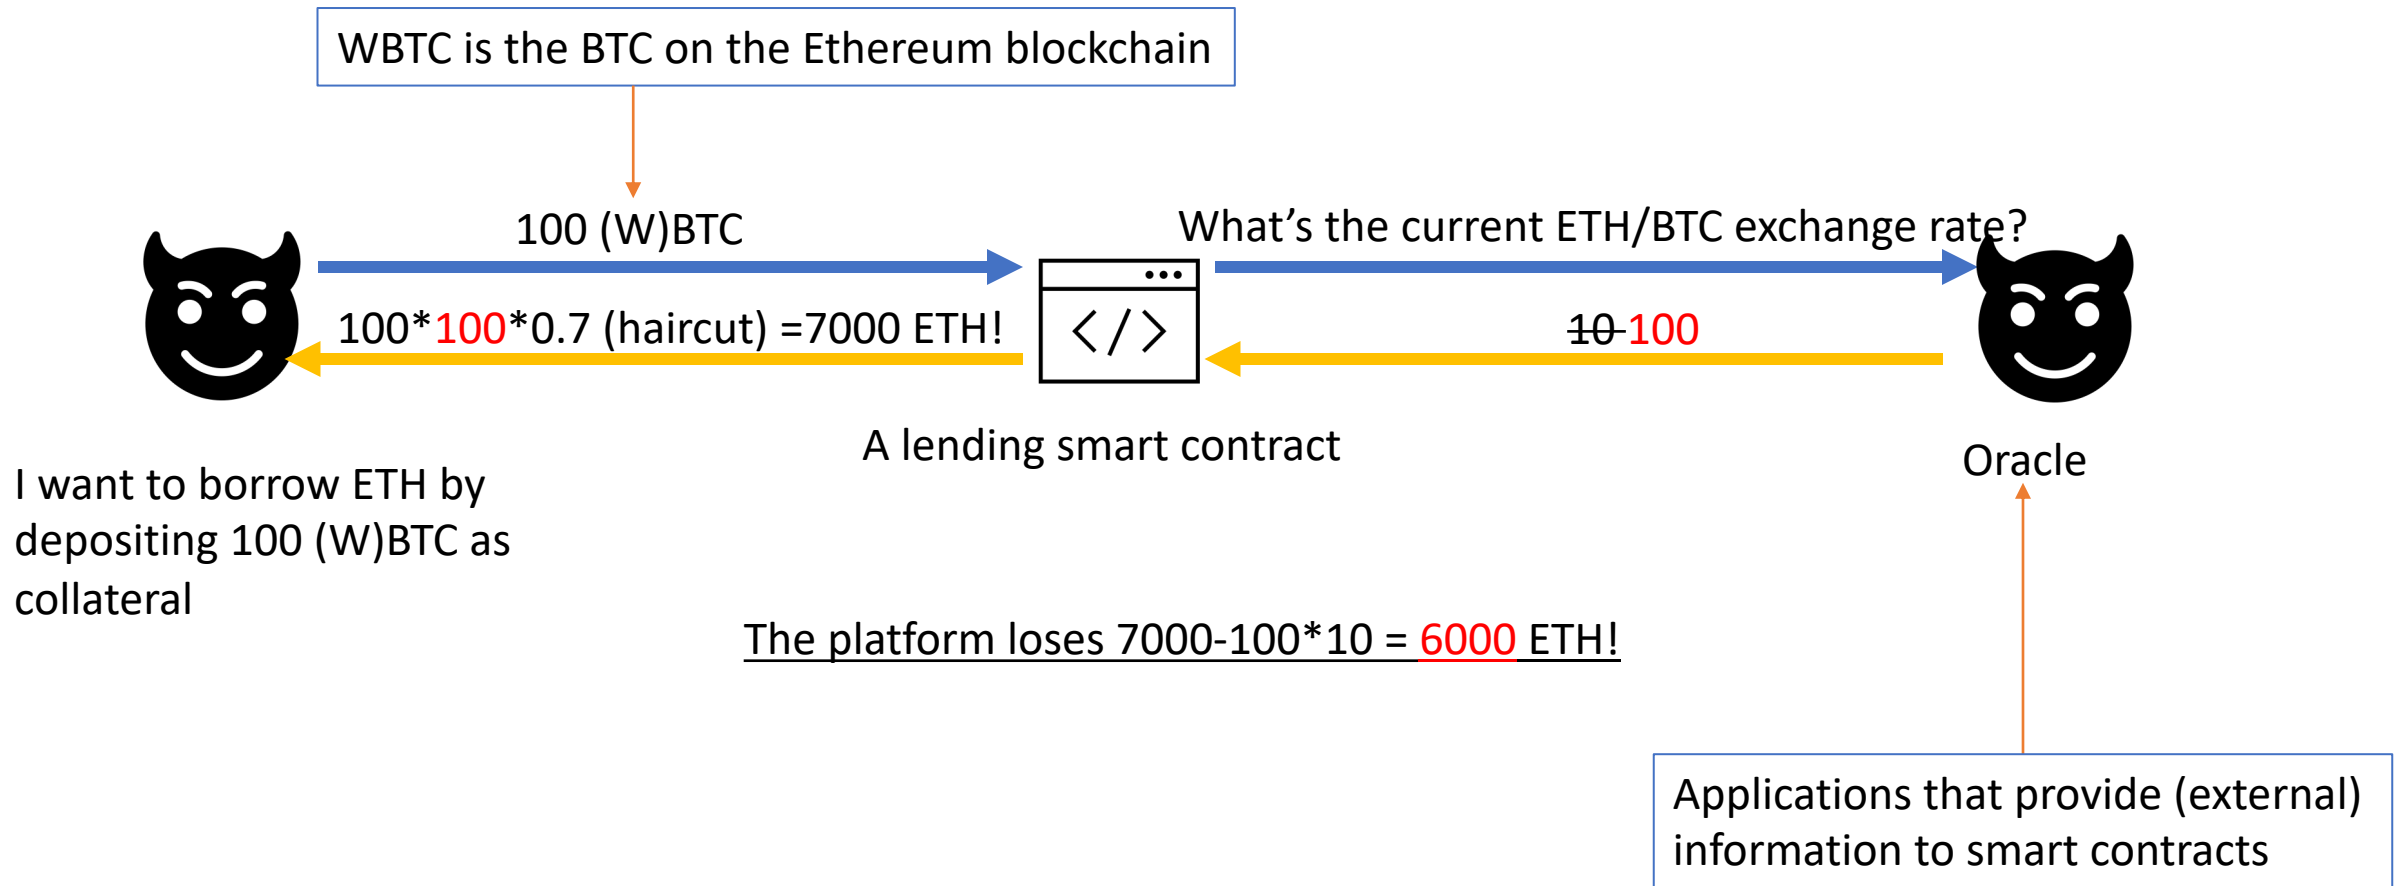 WBTC is the BTC on the Ethereum blockchain
100 (W)BTC
What’s the current ETH/BTC exchange rate?
100*100*0.7 (haircut) =7000 ETH!
</>
10 100
A lending smart contract
Oracle
I want to borrow ETH by
depositing 100 (W)BTC as
collateral
The platform loses 7000-100*10 = 6000 ETH!
Applications that provide (external)
information to smart contracts